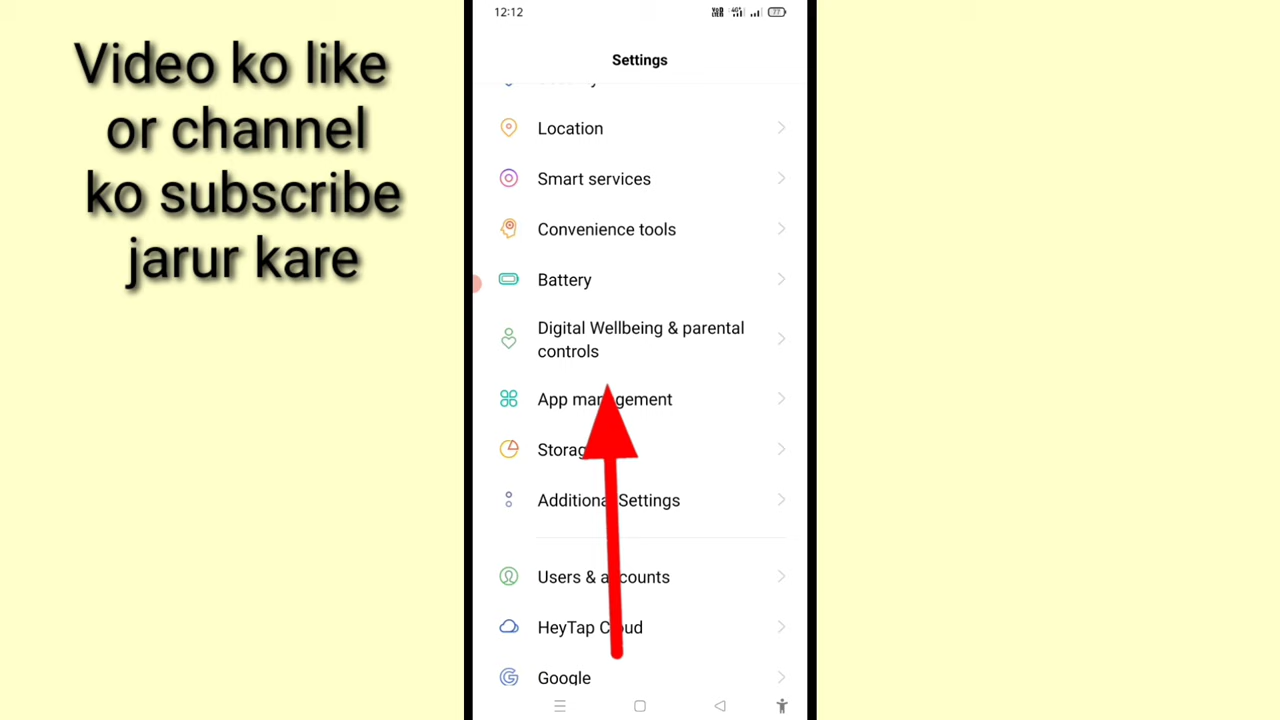 Video ko like
or channel
ko subscribe
jarur kare
12:12
77
Settings
Location
Smart services
Convenience tools
Battery
Digital Wellbeing & parental
controls
App management
Storage
Additional Settings
Users & accounts
HeyTap Cloud
Google